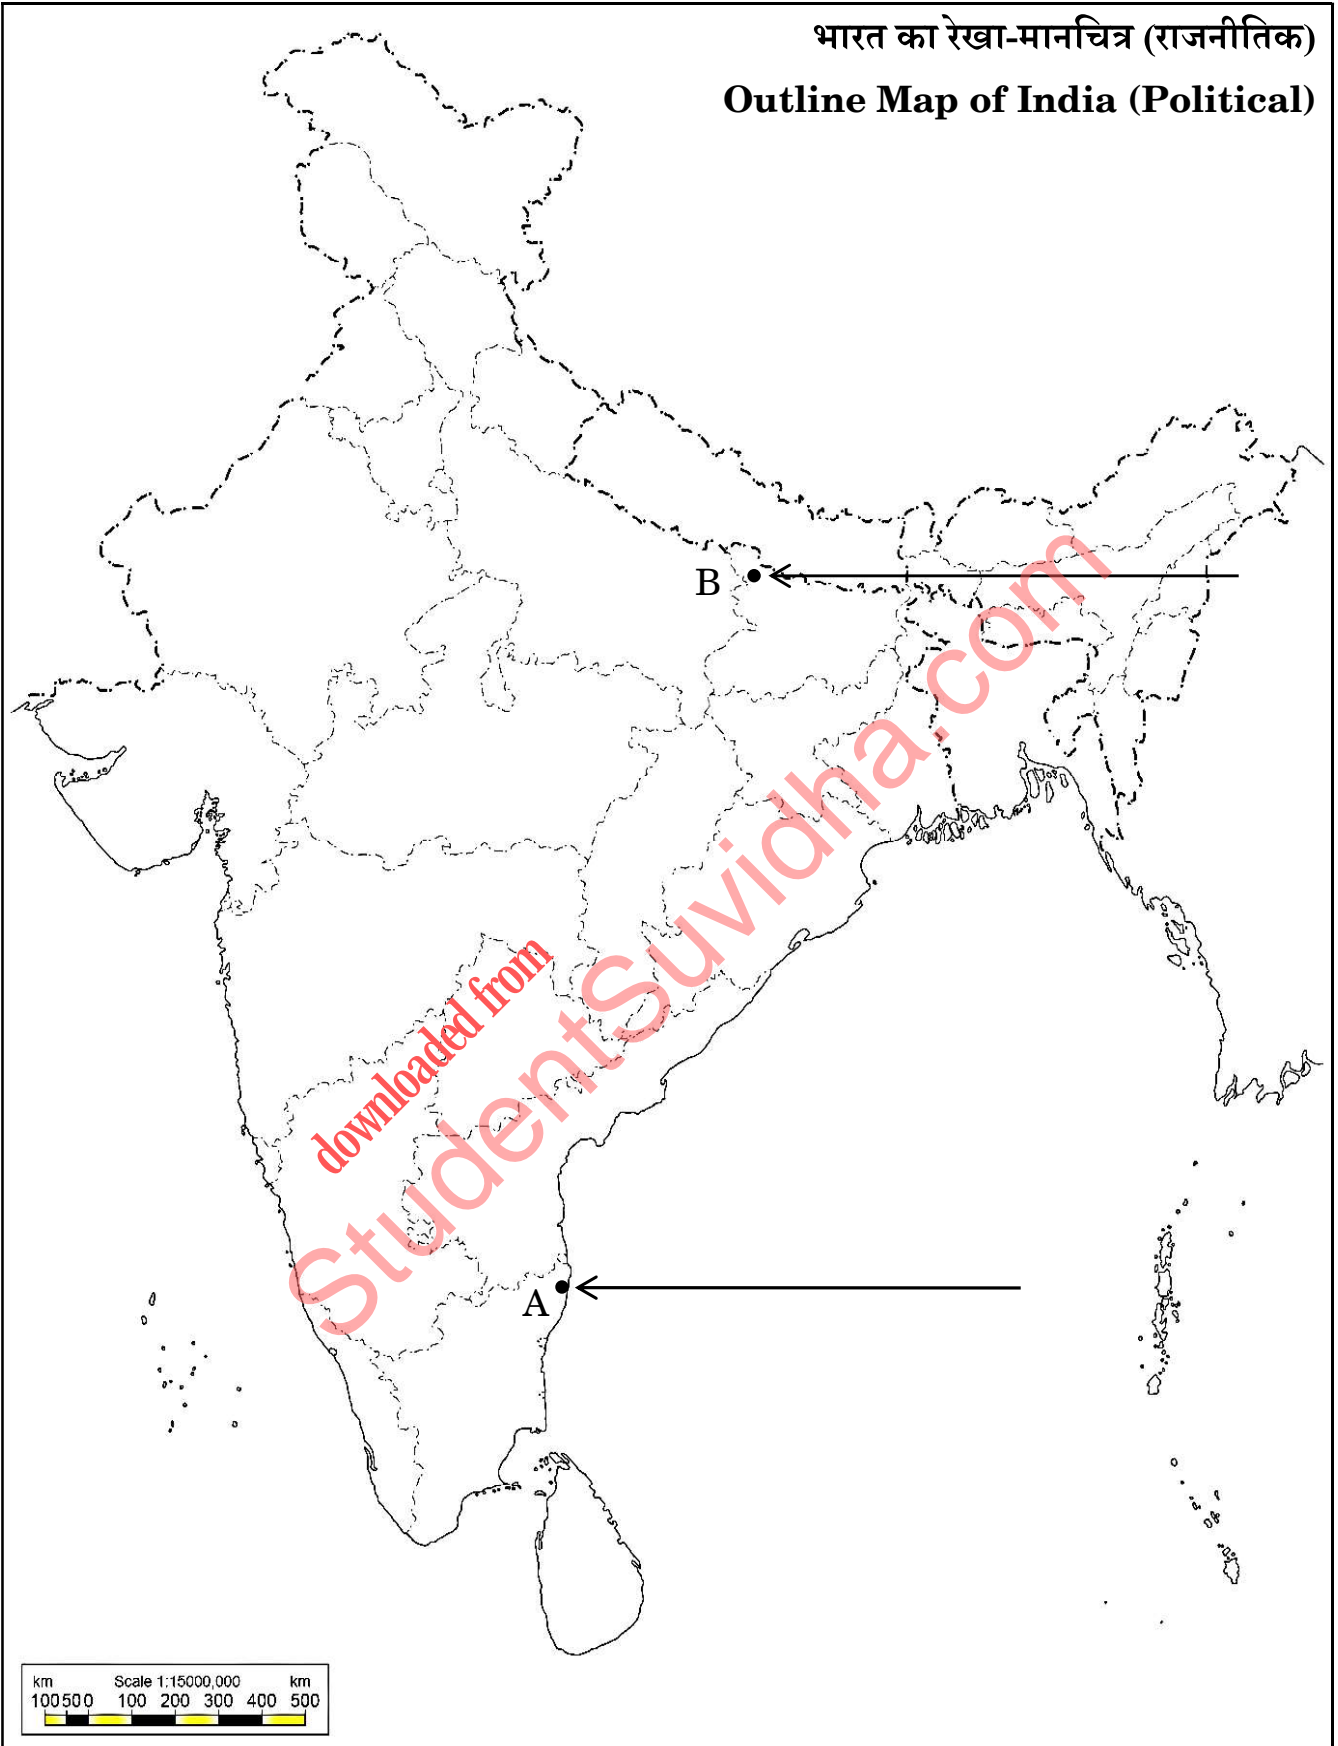 भारत का रेखा-मानचित्र (राजनीतिक)
Outline Map of India (Political)
B
downloaded from
StudentSuvidha.com
A
km Scale 1:15000,000 km
100 50 0 100 200 300 400 500